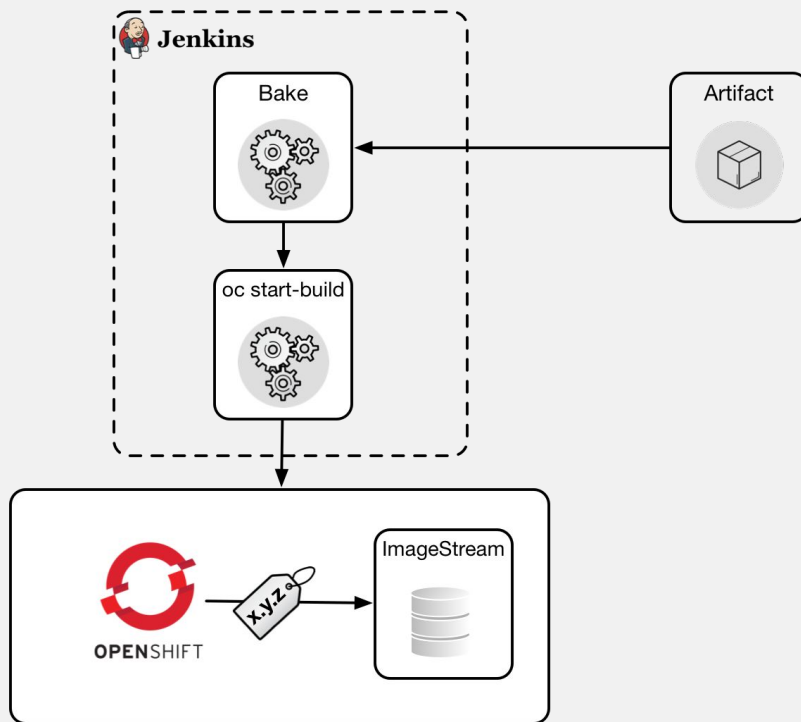 Jenkins
Bake
Artifact
oc start-build
ImageStream
x.y.z
OPENSHIFT